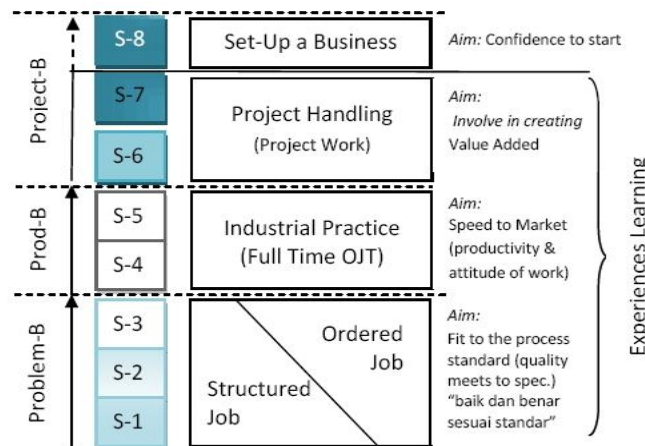 Project-B
S-8
Set-Up a Business
Aim: Confidence to start
S-7
S-6
Project Handling
(Project Work)
Aim:
Involve in creating
Value Added
Prod-B
S-5
S-4
Industrial Practice
(Full Time OJT)
Aim:
Speed to Market
(productivity &
attitude of work)
Problem-B
S-3
S-2
S-1
Ordered
Job
Structured
Job
Aim:
Fit to the process
standard (quality
meets to spec.)
“baik dan benar
sesuai standar”
Experiences Learning